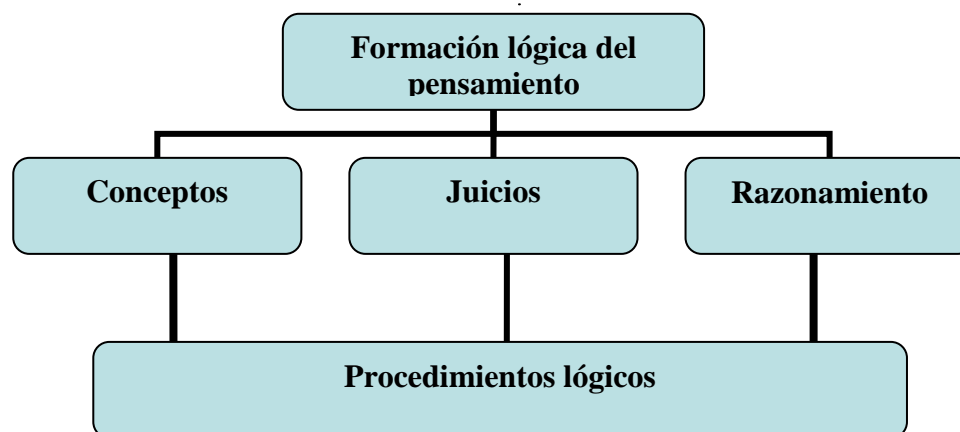 Formación lógica del
pensamiento
Conceptos
Juicios
Razonamiento
Procedimientos lógicos